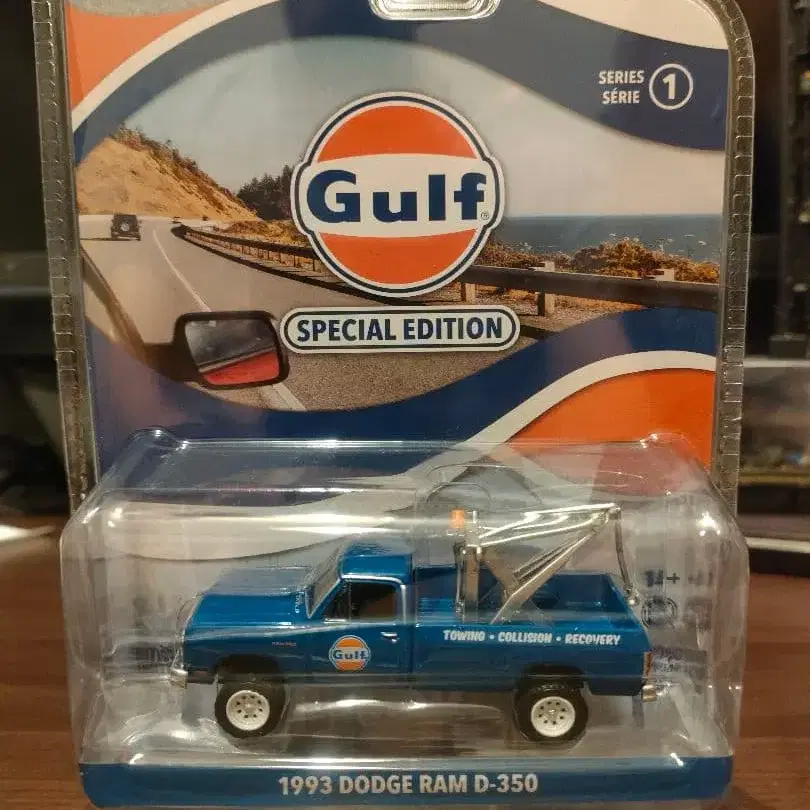 SERIES
SÉRIE
1
Gulf®
SPECIAL EDITION
TOWING • COLLISION • RECOVERY
Gulf
1993 DODGE RAM D-350